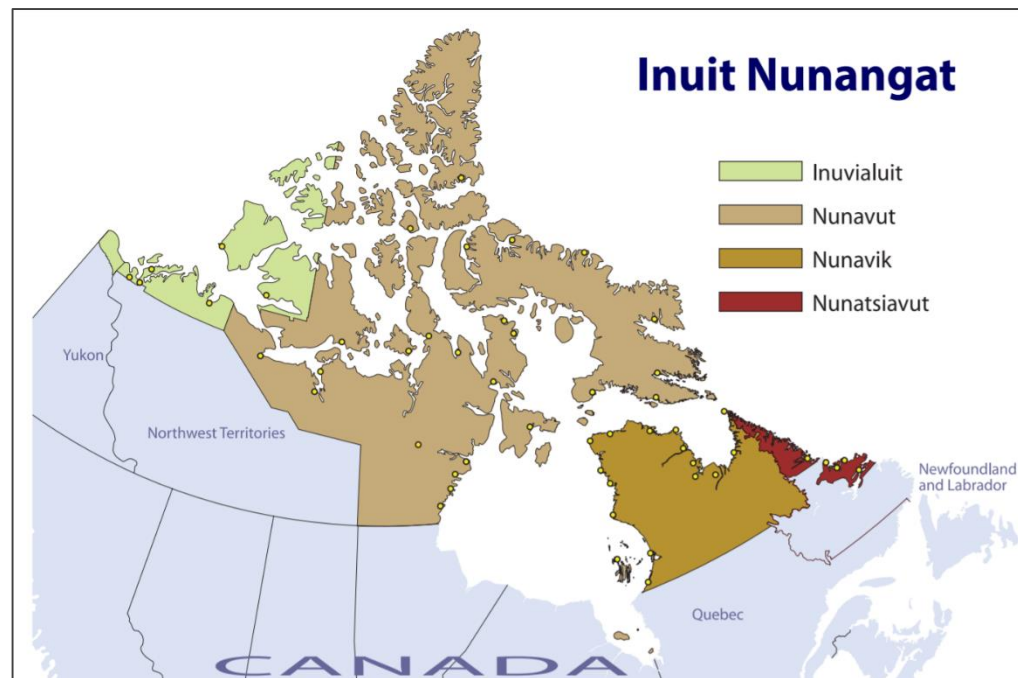 Inuit Nunangat
Inuvialuit
Nunavut
Nunavik
Nunatsiavut
Yukon
Northwest Territories
Newfoundland
and Labrador
Quebec
CANADA